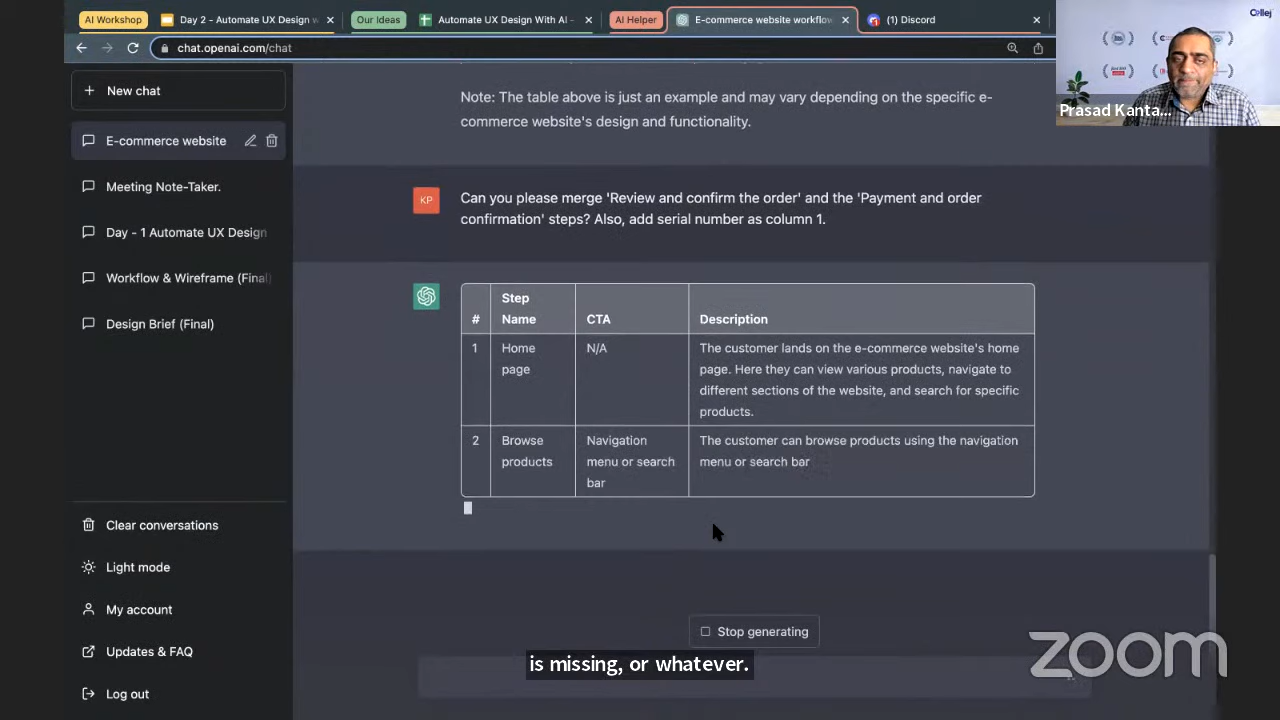 AI Workshop
Day 2 - Automate UX Design w
Our Ideas
Automate UX Design With AI -
AI Helper
E-commerce website workflow
(1) Discord
chat.openai.com/chat
Prasad Kanta...
New chat
E-commerce website
Meeting Note-Taker.
Day - 1 Automate UX Design
Workflow & Wireframe (Final)
Design Brief (Final)
Clear conversations
Light mode
My account
Updates & FAQ
Log out
Note: The table above is just an example and may vary depending on the specific e-
commerce website's design and functionality.
KP
Can you please merge 'Review and confirm the order' and the 'Payment and order
confirmation' steps? Also, add serial number as column 1.
# Step Name CTA Description
1 Home page N/A The customer lands on the e-commerce website's home
page. Here they can view various products, navigate to
different sections of the website, and search for specific
products.
2 Browse products Navigation menu or search bar The customer can browse products using the navigation
menu or search bar
Stop generating
is missing, or whatever.
zoom